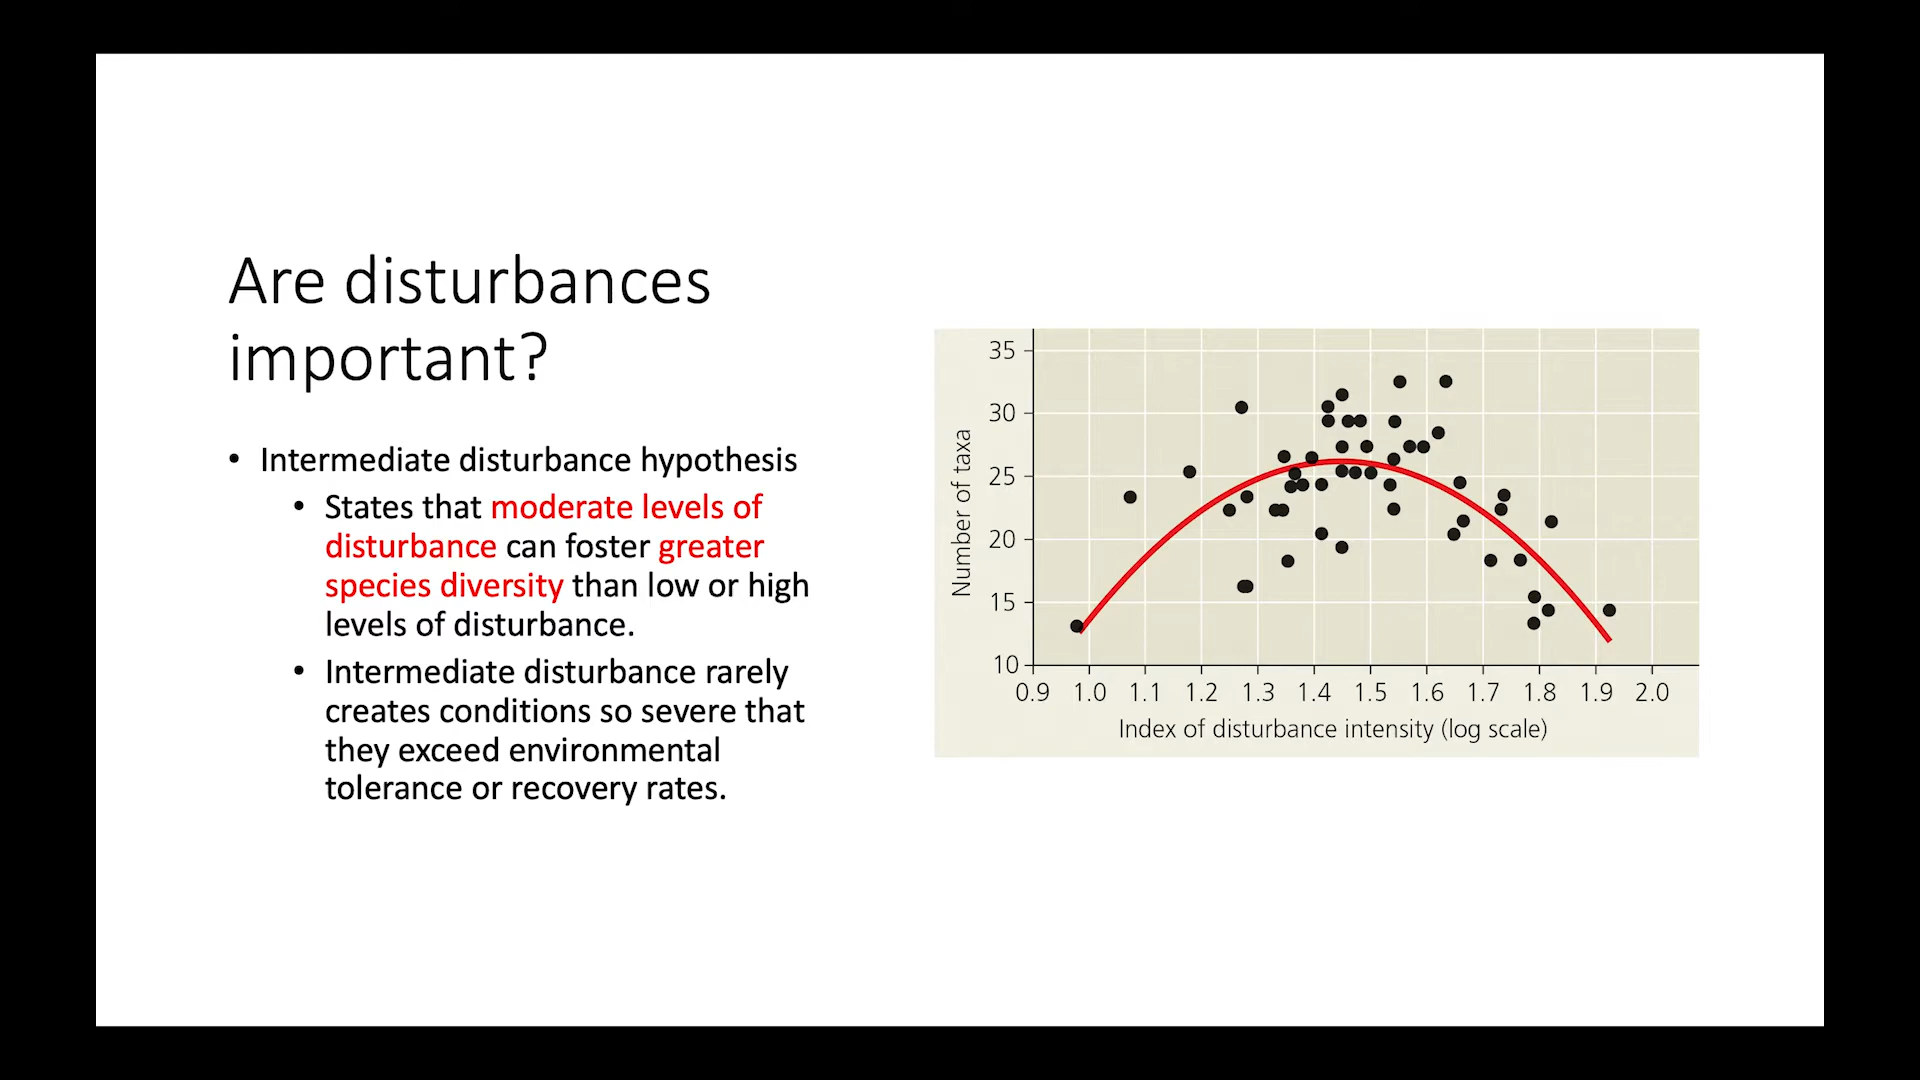 Are disturbances
important?
• Intermediate disturbance hypothesis
• States that moderate levels of
disturbance can foster greater
species diversity than low or high
levels of disturbance.
• Intermediate disturbance rarely
creates conditions so severe that
they exceed environmental
tolerance or recovery rates.
Number of taxa
35
30
25
20
15
10
0.9 1.0 1.1 1.2 1.3 1.4 1.5 1.6 1.7 1.8 1.9 2.0
Index of disturbance intensity (log scale)